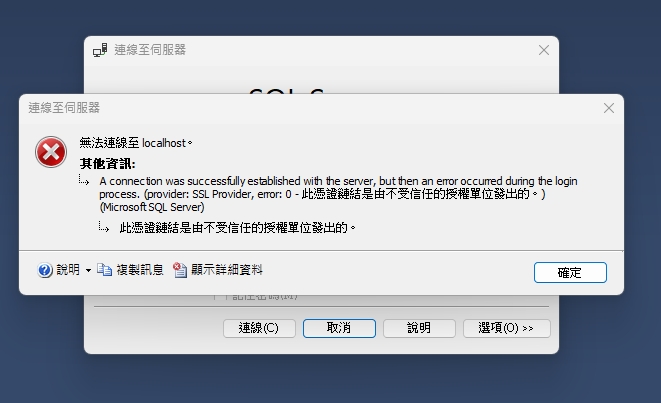 連線至伺服器
連線至伺服器
無法連線至 localhost。
其他資訊:
A connection was successfully established with the server, but then an error occurred during the login
process. (provider: SSL Provider, error: 0 - 此憑證鏈結是由不受信任的授權單位發出的。)
(Microsoft SQL Server)
此憑證鏈結是由不受信任的授權單位發出的。
說明 複製訊息 顯示詳細資料 確定
連線(C) 取消 說明 選項(O) >>